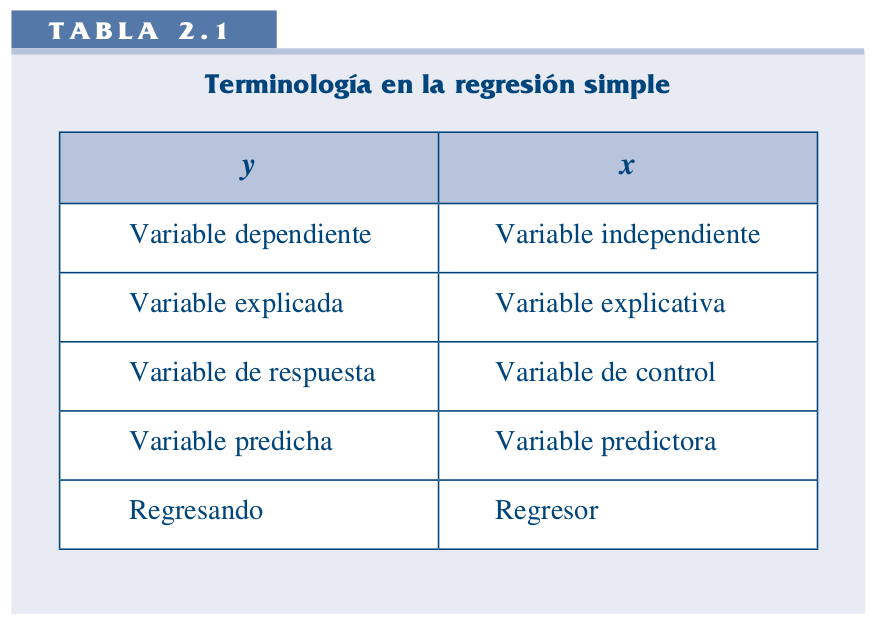 TABLA 2.1
Terminología en la regresión simple
y x
Variable dependiente Variable independiente
Variable explicada Variable explicativa
Variable de respuesta Variable de control
Variable predicha Variable predictora
Regresando Regresor